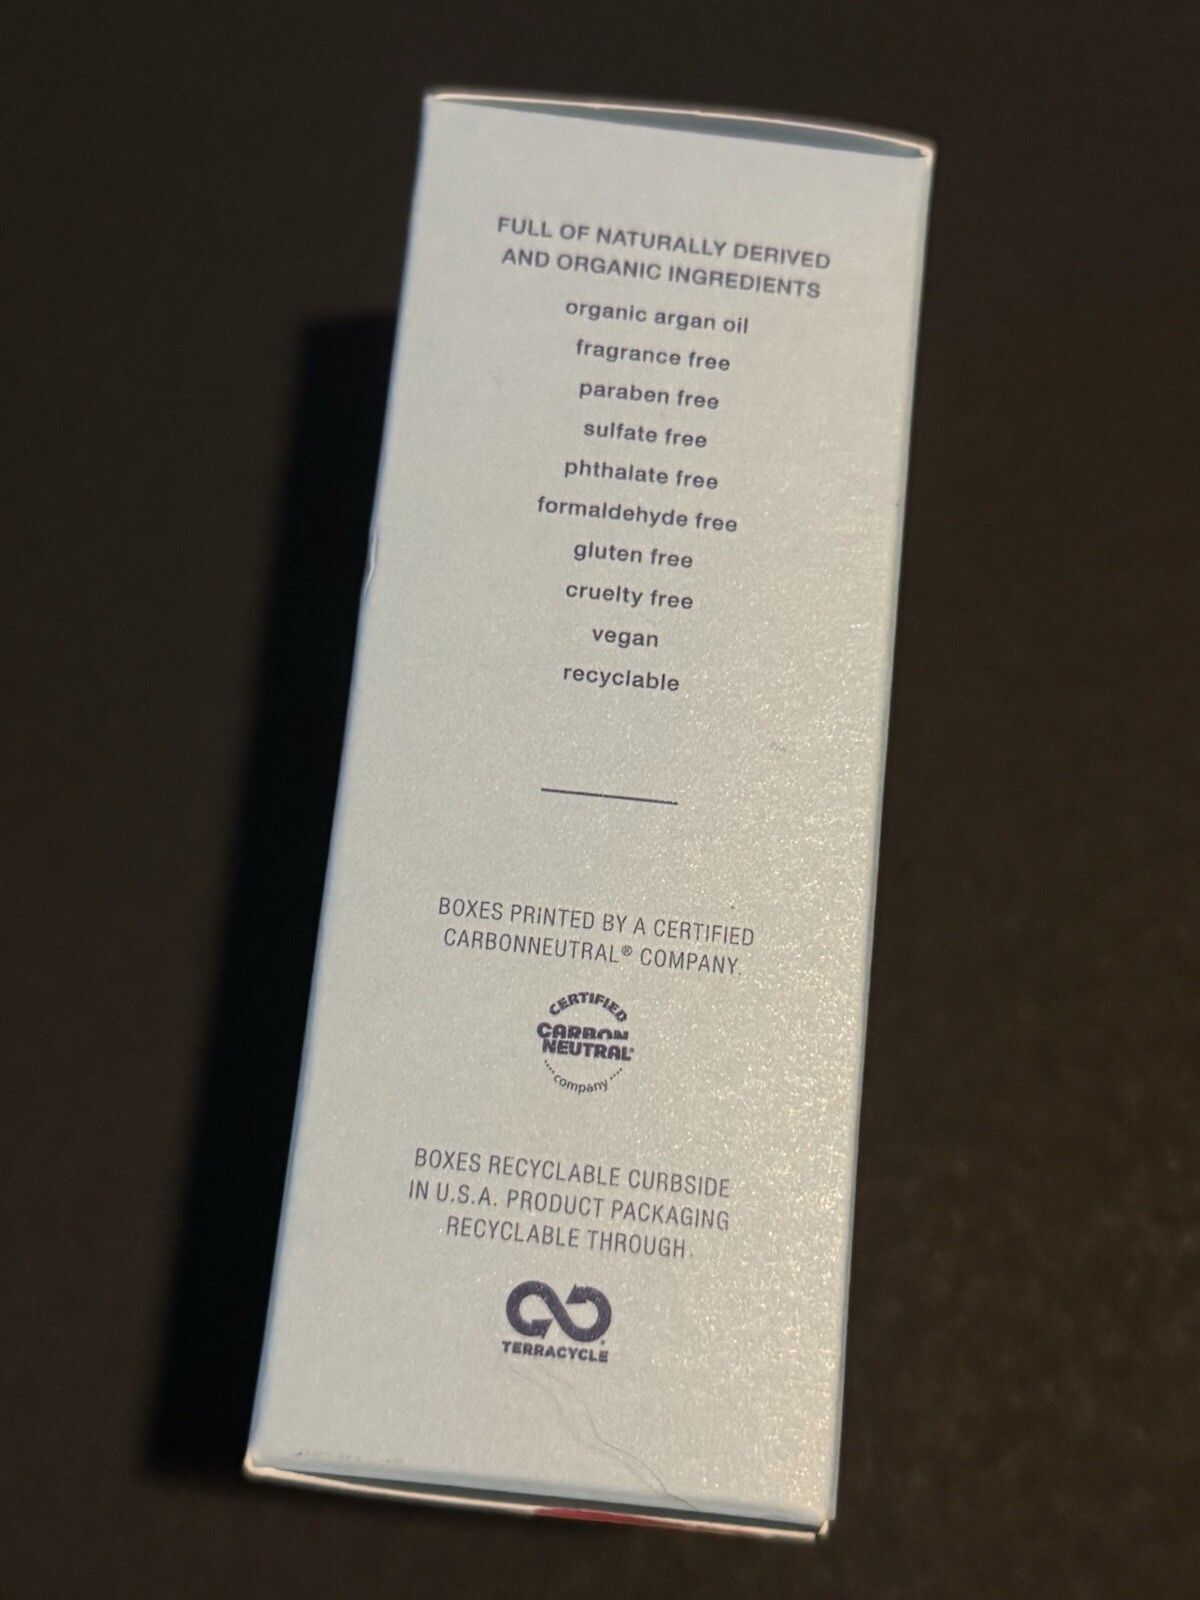 FULL OF NATURALLY DERIVED
AND ORGANIC INGREDIENTS
organic argan oil
fragrance free
paraben free
sulfate free
phthalate free
formaldehyde free
gluten free
cruelty free
vegan
recyclable
BOXES PRINTED BY A CERTIFIED
CARBONNEUTRAL® COMPANY.
CERTIFIED
CARBON
NEUTRAL®
company
BOXES RECYCLABLE CURBSIDE
IN U.S.A. PRODUCT PACKAGING
RECYCLABLE THROUGH.
TERRACYCLE